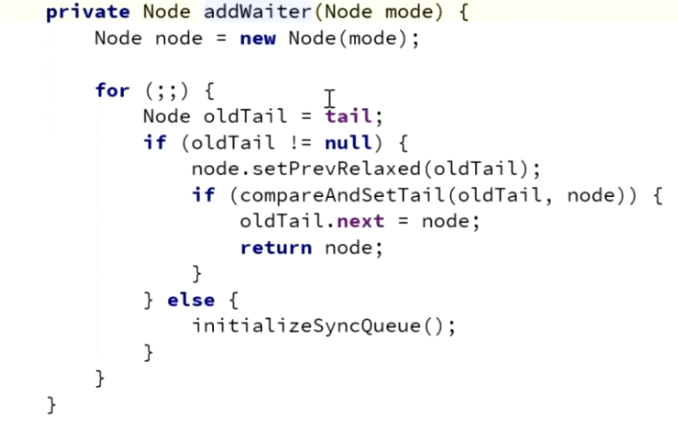 private Node addWaiter(Node mode) {
    Node node = new Node(mode);

    for (;;) {
        Node oldTail = tail;
        if (oldTail != null) {
            node.setPrevRelaxed(oldTail);
            if (compareAndSetTail(oldTail, node)) {
                oldTail.next = node;
                return node;
            }
        } else {
            initializeSyncQueue();
        }
    }
}